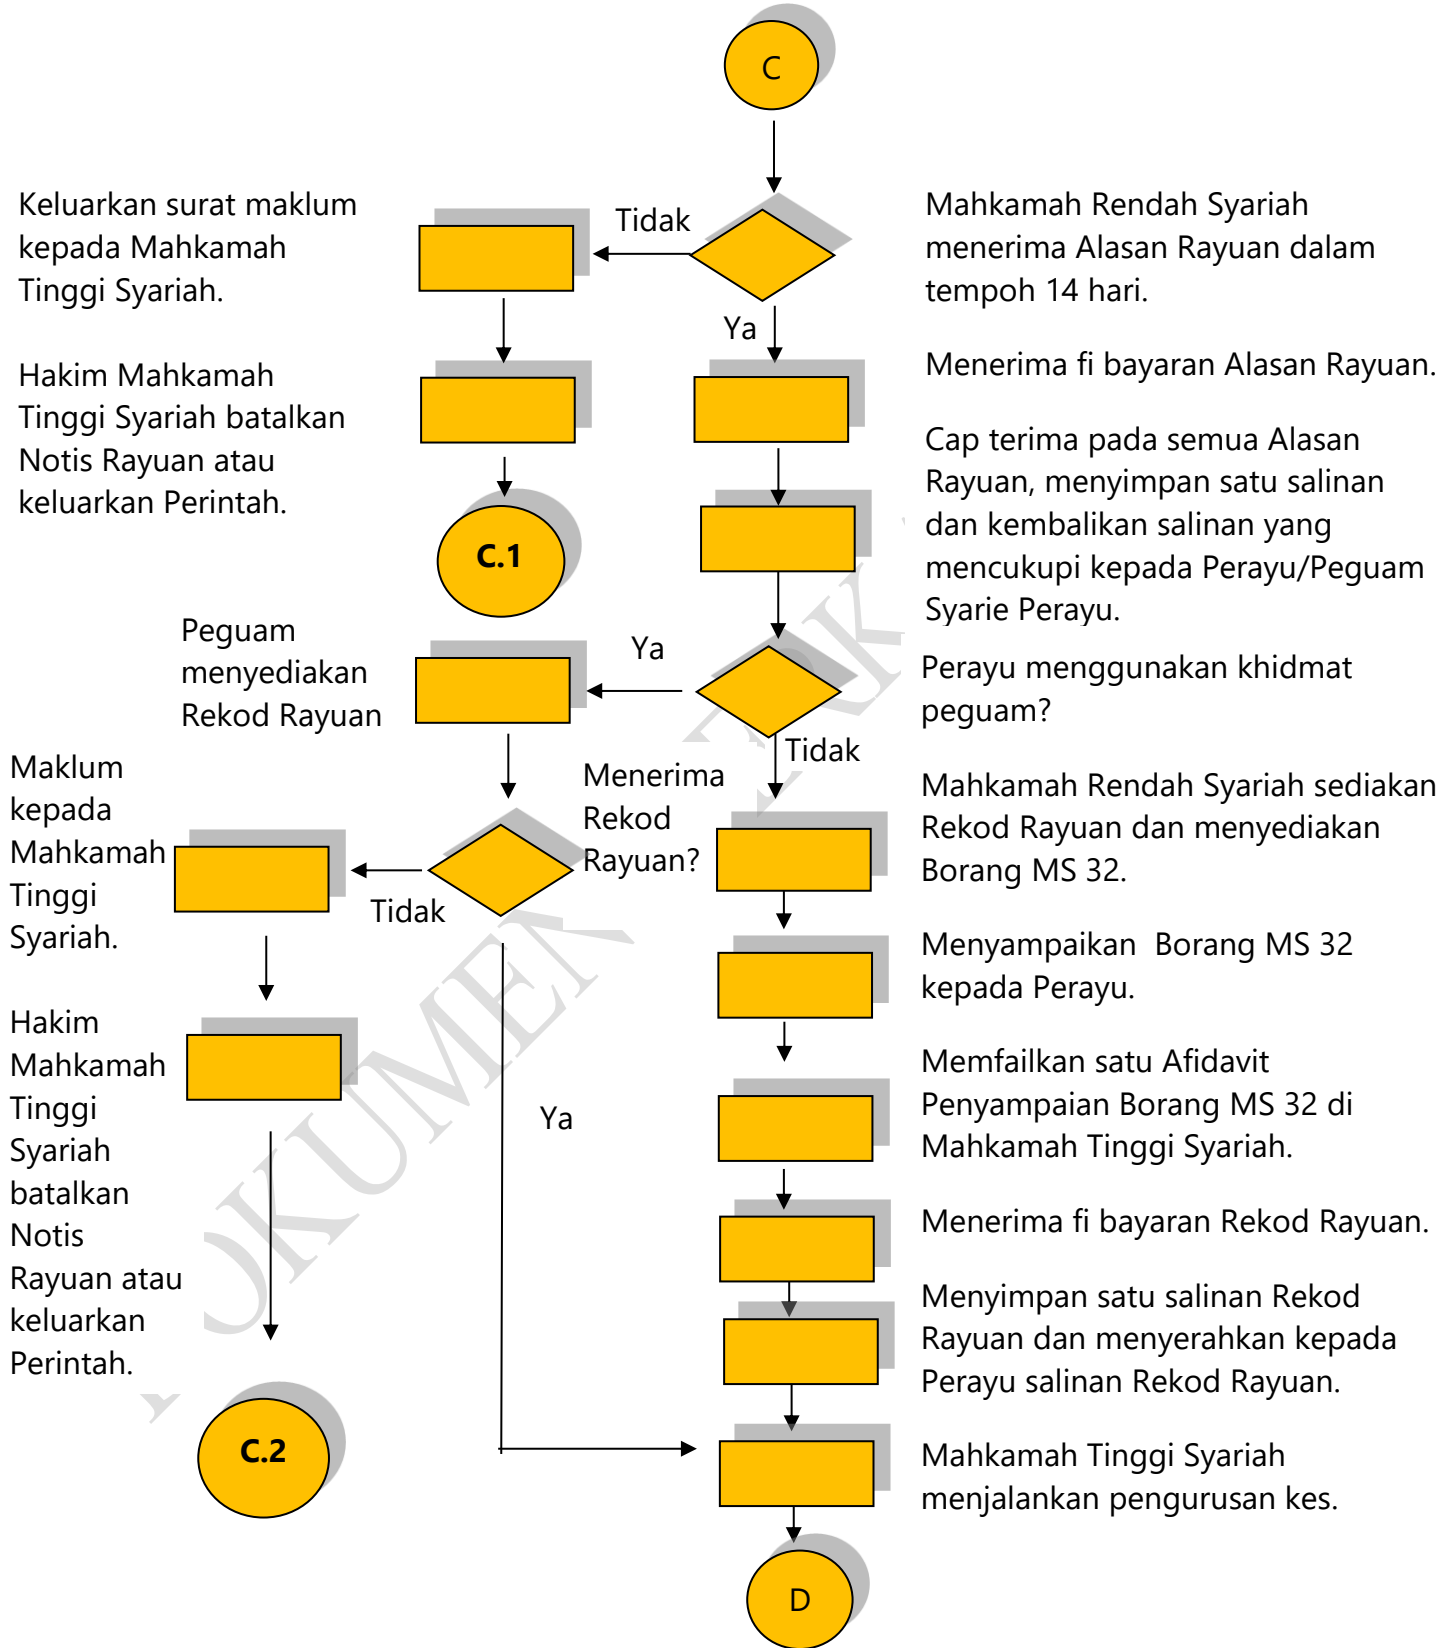 C
Keluarkan surat maklum
kepada Mahkamah
Tinggi Syariah.
Tidak
Mahkamah Rendah Syariah
menerima Alasan Rayuan dalam
tempoh 14 hari.
Ya
Hakim Mahkamah
Tinggi Syariah batalkan
Notis Rayuan atau
keluarkan Perintah.
Menerima fi bayaran Alasan Rayuan.
Cap terima pada semua Alasan
Rayuan, menyimpan satu salinan
dan kembalikan salinan yang
mencukupi kepada Perayu/Peguam
Syarie Perayu.
C.1
Peguam
menyediakan
Rekod Rayuan
Ya
Perayu menggunakan khidmat
peguam?
Tidak
Maklum
kepada
Mahkamah
Tinggi
Syariah.
Tidak
Menerima
Rekod
Rayuan?
Mahkamah Rendah Syariah sediakan
Rekod Rayuan dan menyediakan
Borang MS 32.
Menyampaikan  Borang MS 32
kepada Perayu.
Hakim
Mahkamah
Tinggi
Syariah
batalkan
Notis
Rayuan atau
keluarkan
Perintah.
Ya
Memfailkan satu Afidavit
Penyampaian Borang MS 32 di
Mahkamah Tinggi Syariah.
Menerima fi bayaran Rekod Rayuan.
Menyimpan satu salinan Rekod
Rayuan dan menyerahkan kepada
Perayu salinan Rekod Rayuan.
C.2
Mahkamah Tinggi Syariah
menjalankan pengurusan kes.
D